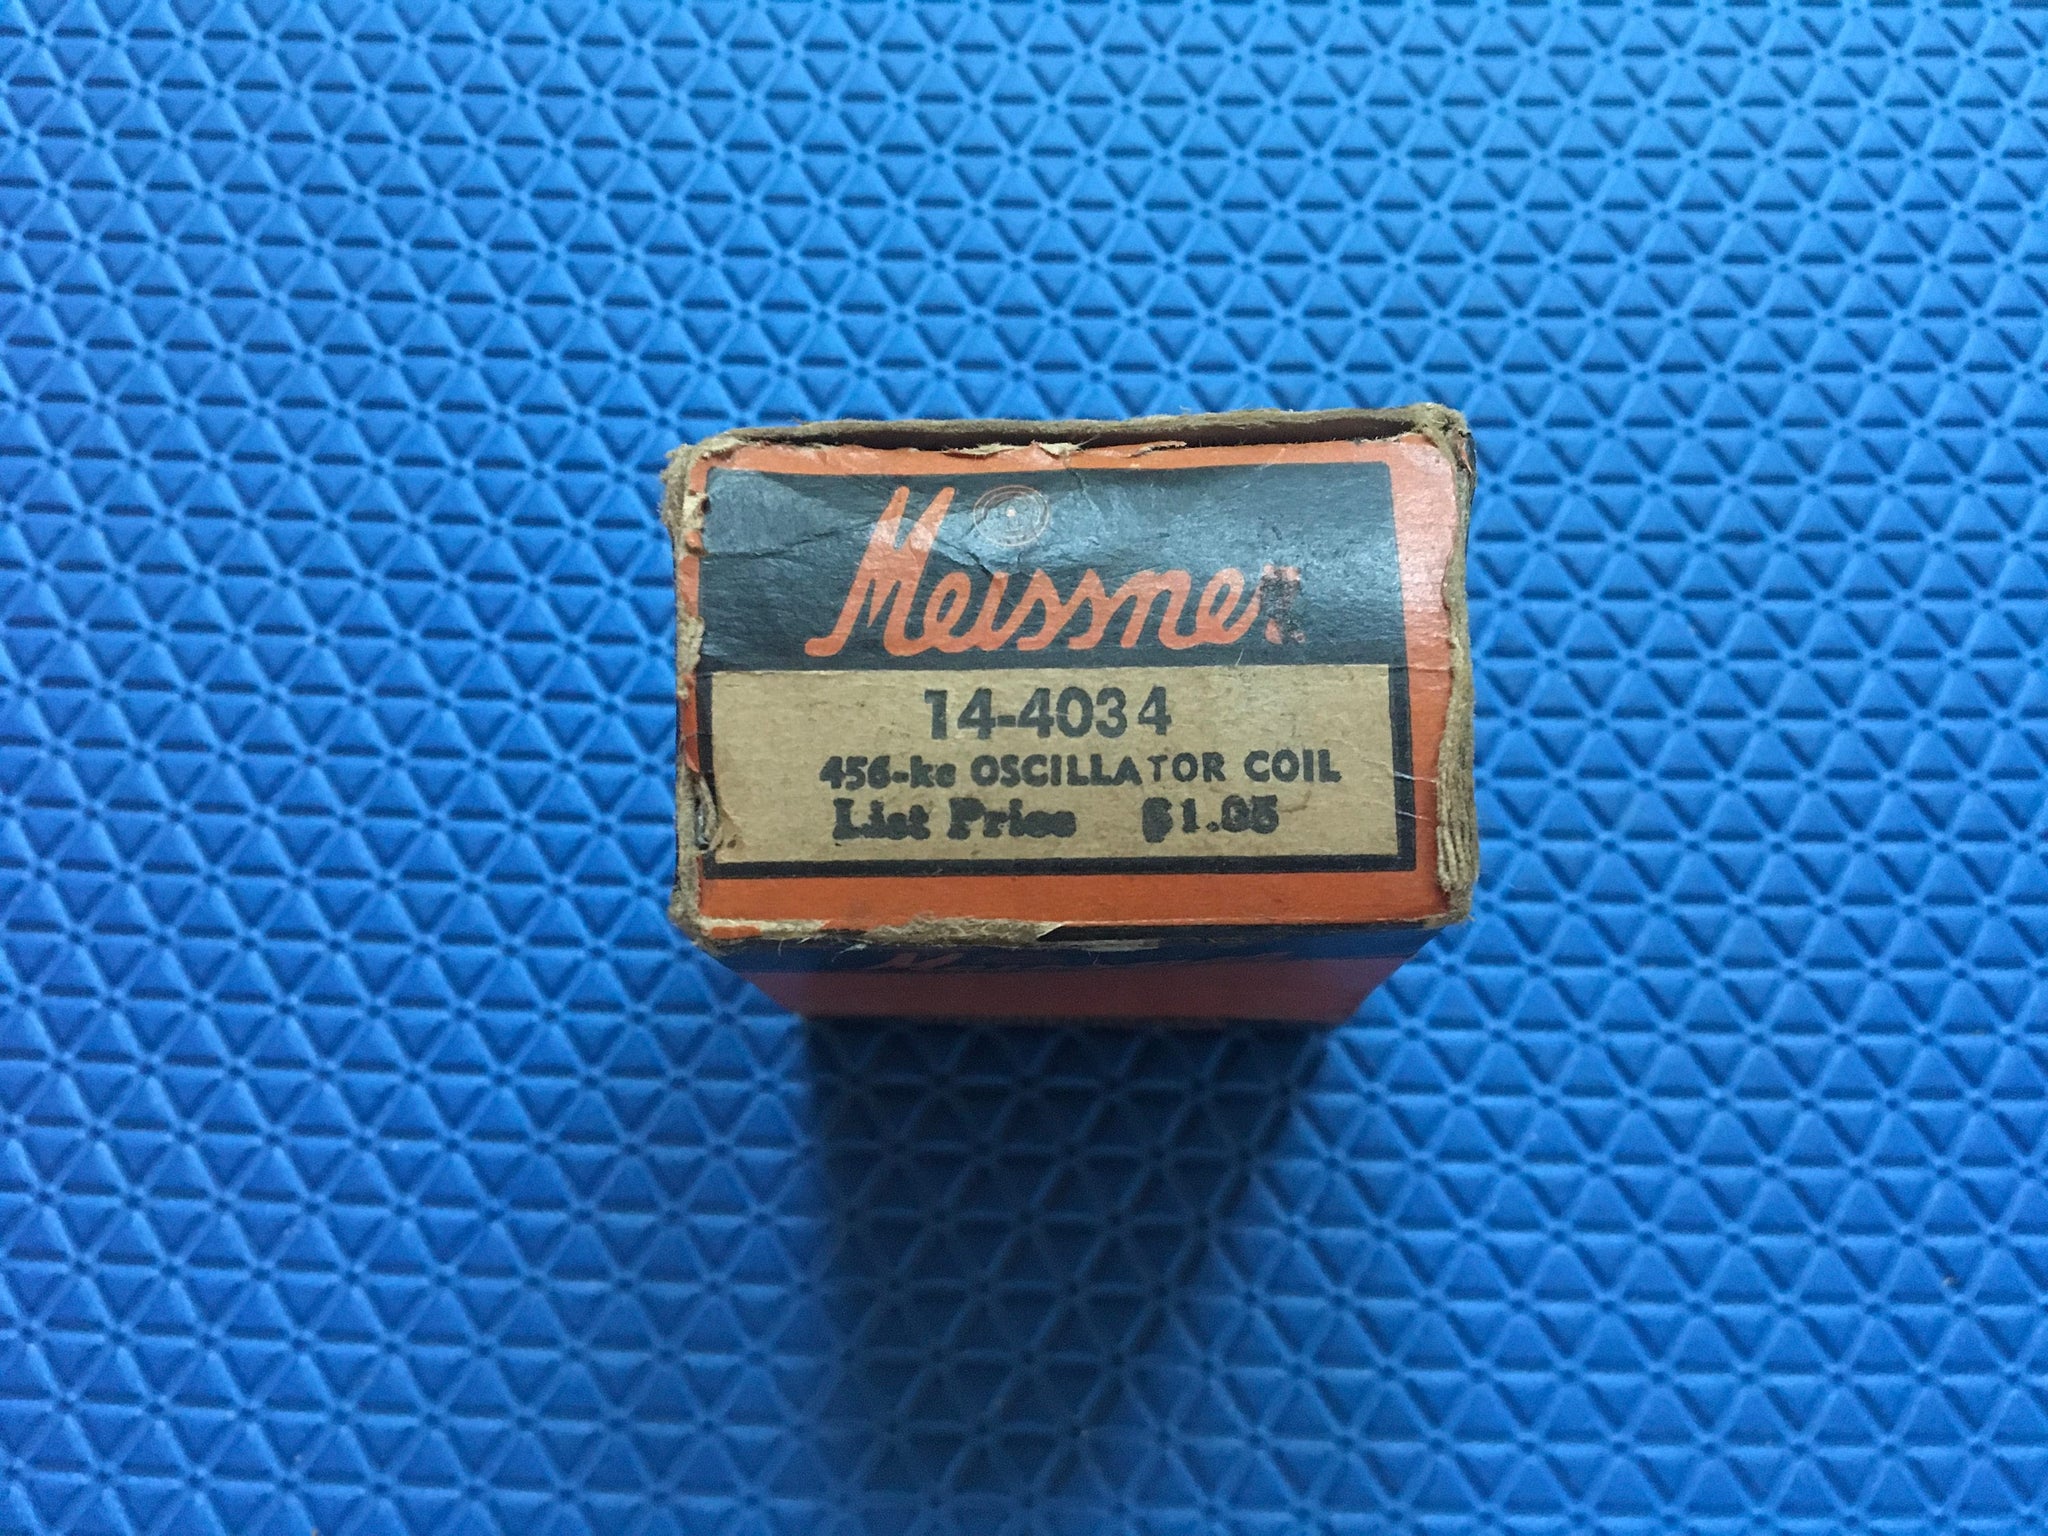 Meissner
14-4034
456-kc OSCILLATOR COIL
List Price $1.05